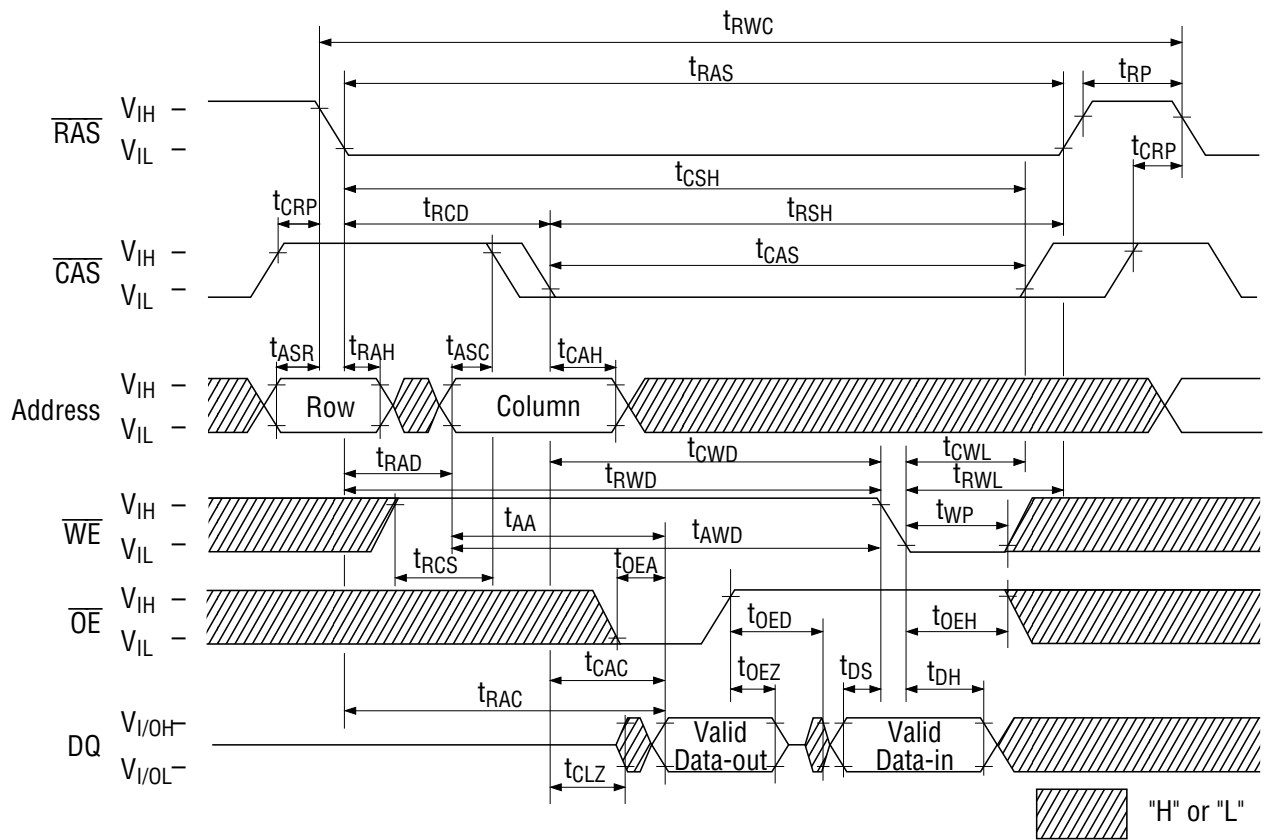 tRWC
tRAS
tRP
RAS
VIH –
VIL –
tCRP
tCSH
tCRP
tRCD
tRSH
CAS
VIH –
VIL –
tCAS
tASR
tRAH
tASC
tCAH
Address
VIH –
VIL –
Row
Column
tRAD
tCWD
tCWL
tRWD
tRWL
WE
VIH –
VIL –
tAA
tAWD
tWP
tRCS
tOEA
OE
VIH –
VIL –
tOED
tOEH
tCAC
tOEZ
tDS
tDH
tRAC
DQ
VI/OH –
VI/OL –
Valid
Data-out
Valid
Data-in
tCLZ
"H" or "L"